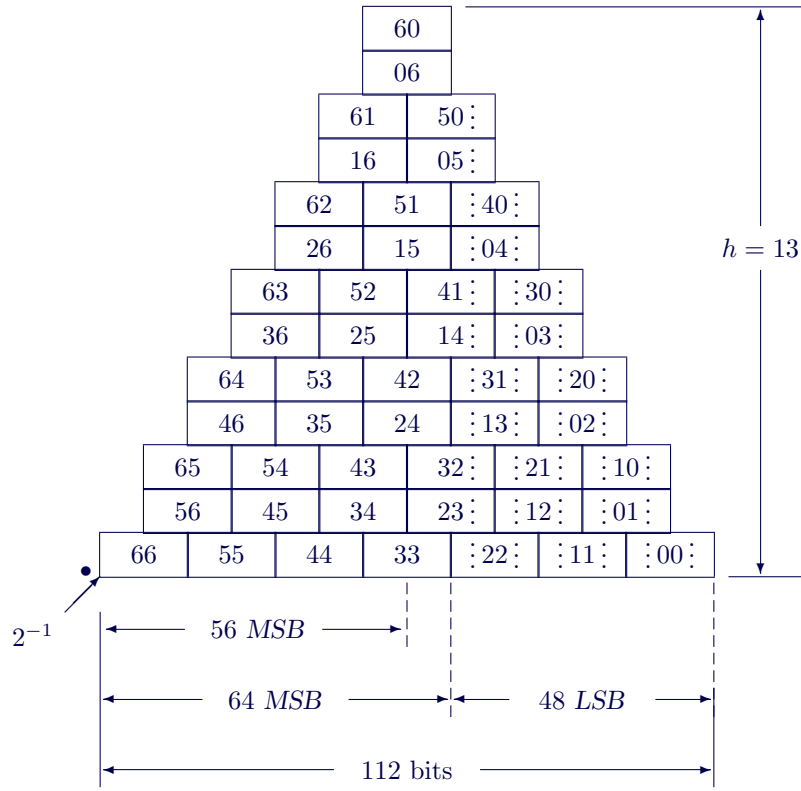 60
06
61 50⋮
16 05⋮
62 51 ⋮40⋮
26 15 ⋮04⋮
h = 13
63 52 41⋮ ⋮30⋮
36 25 14⋮ ⋮03⋮
64 53 42 ⋮31⋮ ⋮20⋮
46 35 24 ⋮13⋮ ⋮02⋮
65 54 43 32⋮ ⋮21⋮ ⋮10⋮
56 45 34 23⋮ ⋮12⋮ ⋮01⋮
66 55 44 33 ⋮22⋮ ⋮11⋮ ⋮00⋮
2⁻¹
56 MSB
64 MSB 48 LSB
112 bits